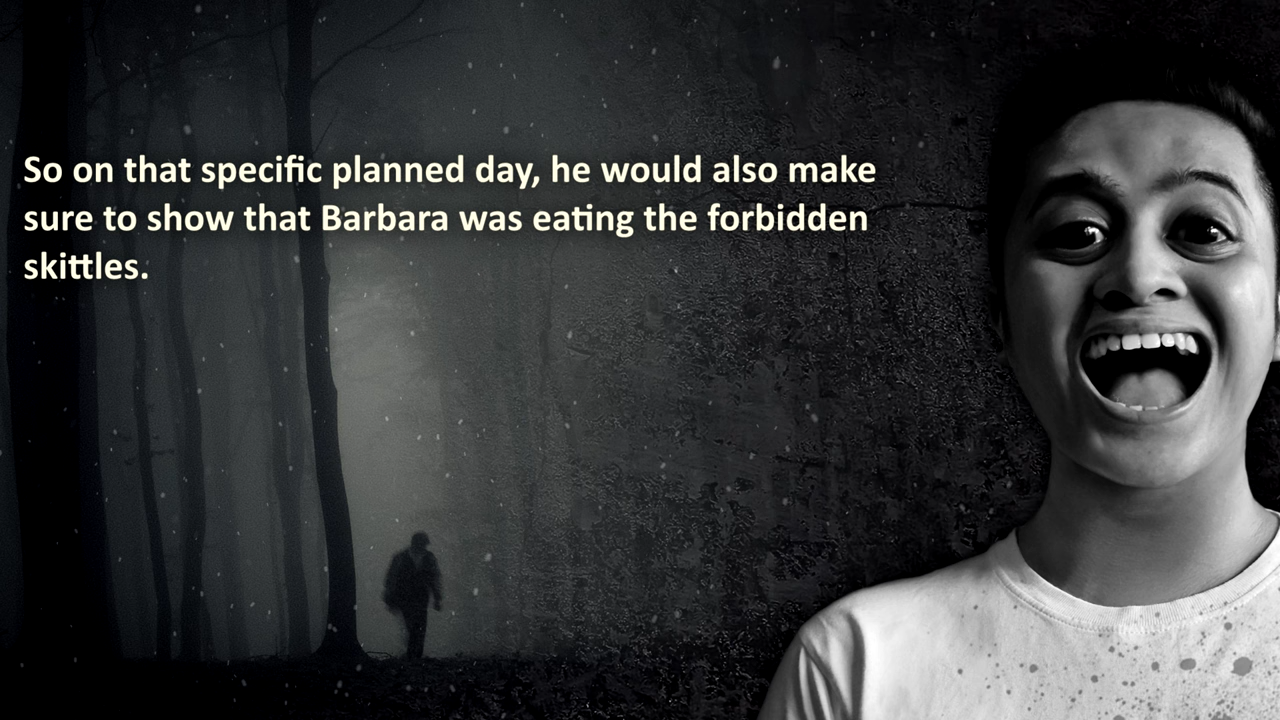 So on that specific planned day, he would also make
sure to show that Barbara was eating the forbidden
skittles.